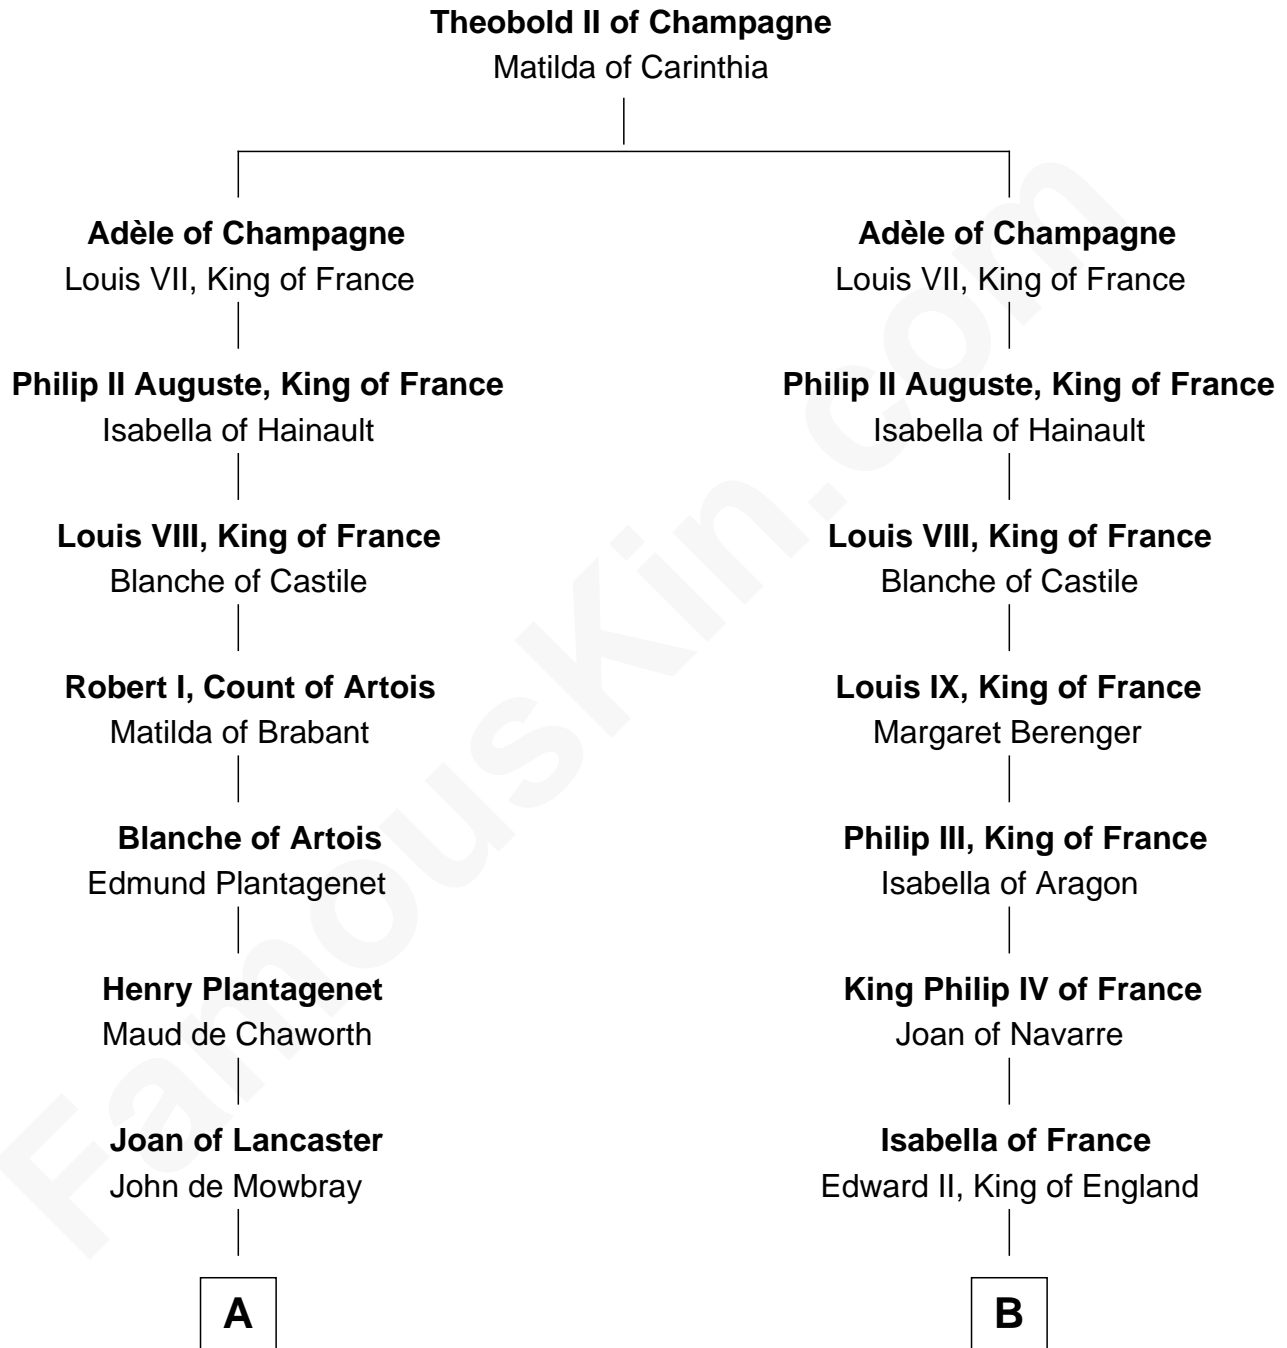 Theobold II of Champagne
Matilda of Carinthia
Adèle of Champagne
Louis VII, King of France
Philip II Auguste, King of France
Isabella of Hainault
Louis VIII, King of France
Blanche of Castile
Robert I, Count of Artois
Matilda of Brabant
Blanche of Artois
Edmund Plantagenet
Henry Plantagenet
Maud de Chaworth
Joan of Lancaster
John de Mowbray
A
Adèle of Champagne
Louis VII, King of France
Philip II Auguste, King of France
Isabella of Hainault
Louis VIII, King of France
Blanche of Castile
Louis IX, King of France
Margaret Berenger
Philip III, King of France
Isabella of Aragon
King Philip IV of France
Joan of Navarre
Isabella of France
Edward II, King of England
B
FamousKin.com